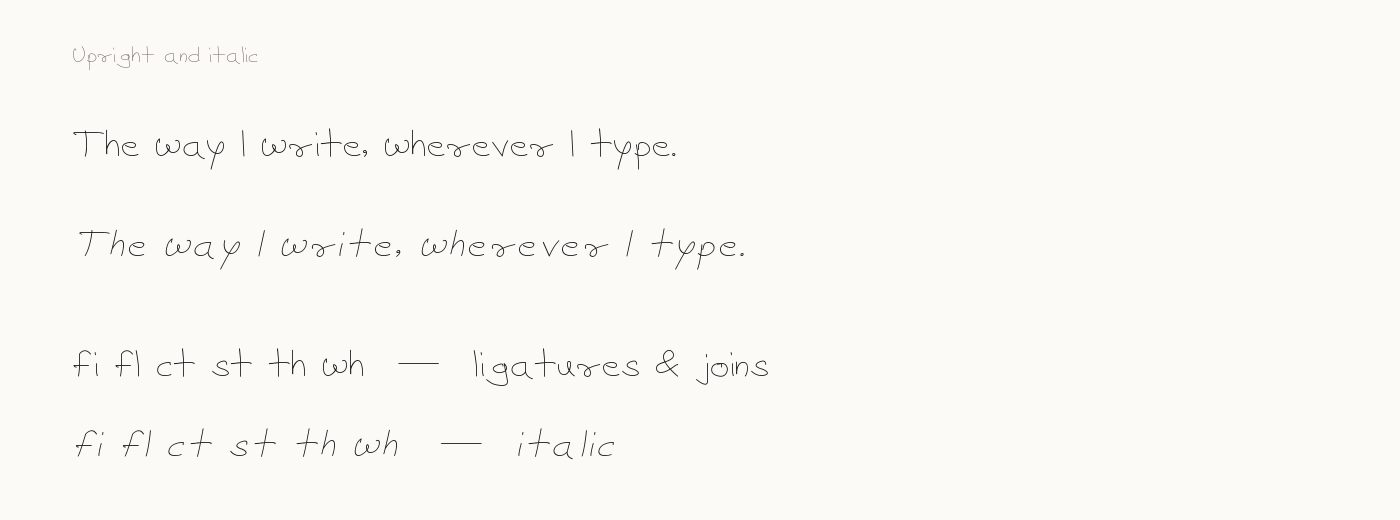 Upright and italic
The way I write, wherever I type.
The way I write, wherever I type.
fi fl ct st th wh — ligatures & joins
fi fl ct st th wh — italic